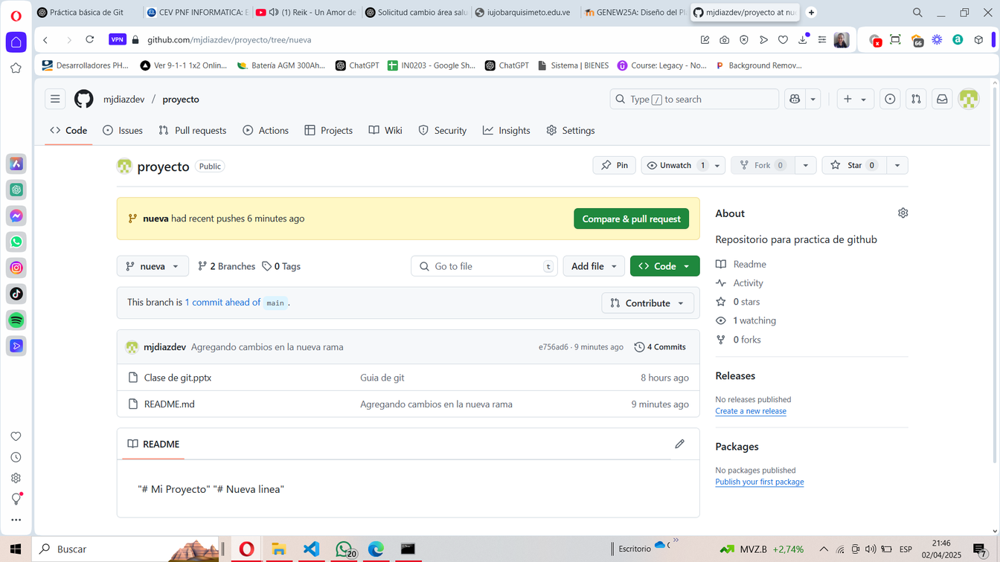 Práctica básica de Git
CEV PNF INFORMATICA: E
(1) Reik - Un Amor de
Solicitud cambio área salu
iujobarquisimeto.edu.ve
GENEW25A: Diseño del Pl
mjdiazdev/proyecto at nue
VPN
github.com/mjdiazdev/proyecto/tree/nueva
x
66
a
Desarrolladores PH...
Ver 9-1-1 1x2 Onlin...
Batería AGM 300Ah...
ChatGPT
IN0203 - Google Sh...
ChatGPT
Sistema | BIENES
Course: Legacy - No...
Background Remov...
mjdiazdev / proyecto
Type / to search
Code
Issues
Pull requests
Actions
Projects
Wiki
Security
Insights
Settings
proyecto
Public
Pin
Unwatch 1
Fork 0
Star 0
nueva had recent pushes 6 minutes ago
Compare & pull request
nueva
2 Branches
0 Tags
Go to file
t
Add file
<> Code
This branch is 1 commit ahead of main .
Contribute
mjdiazdev Agregando cambios en la nueva rama
e756ad6 · 9 minutes ago
4 Commits
Clase de git.pptx
Guia de git
8 hours ago
README.md
Agregando cambios en la nueva rama
9 minutes ago
README
"# Mi Proyecto" "# Nueva linea"
About
Repositorio para practica de github
Readme
Activity
0 stars
1 watching
0 forks
Releases
No releases published
Create a new release
Packages
No packages published
Publish your first package
Buscar
20
Escritorio
MVZ.B +2,74%
ESP
21:46
02/04/2025
7